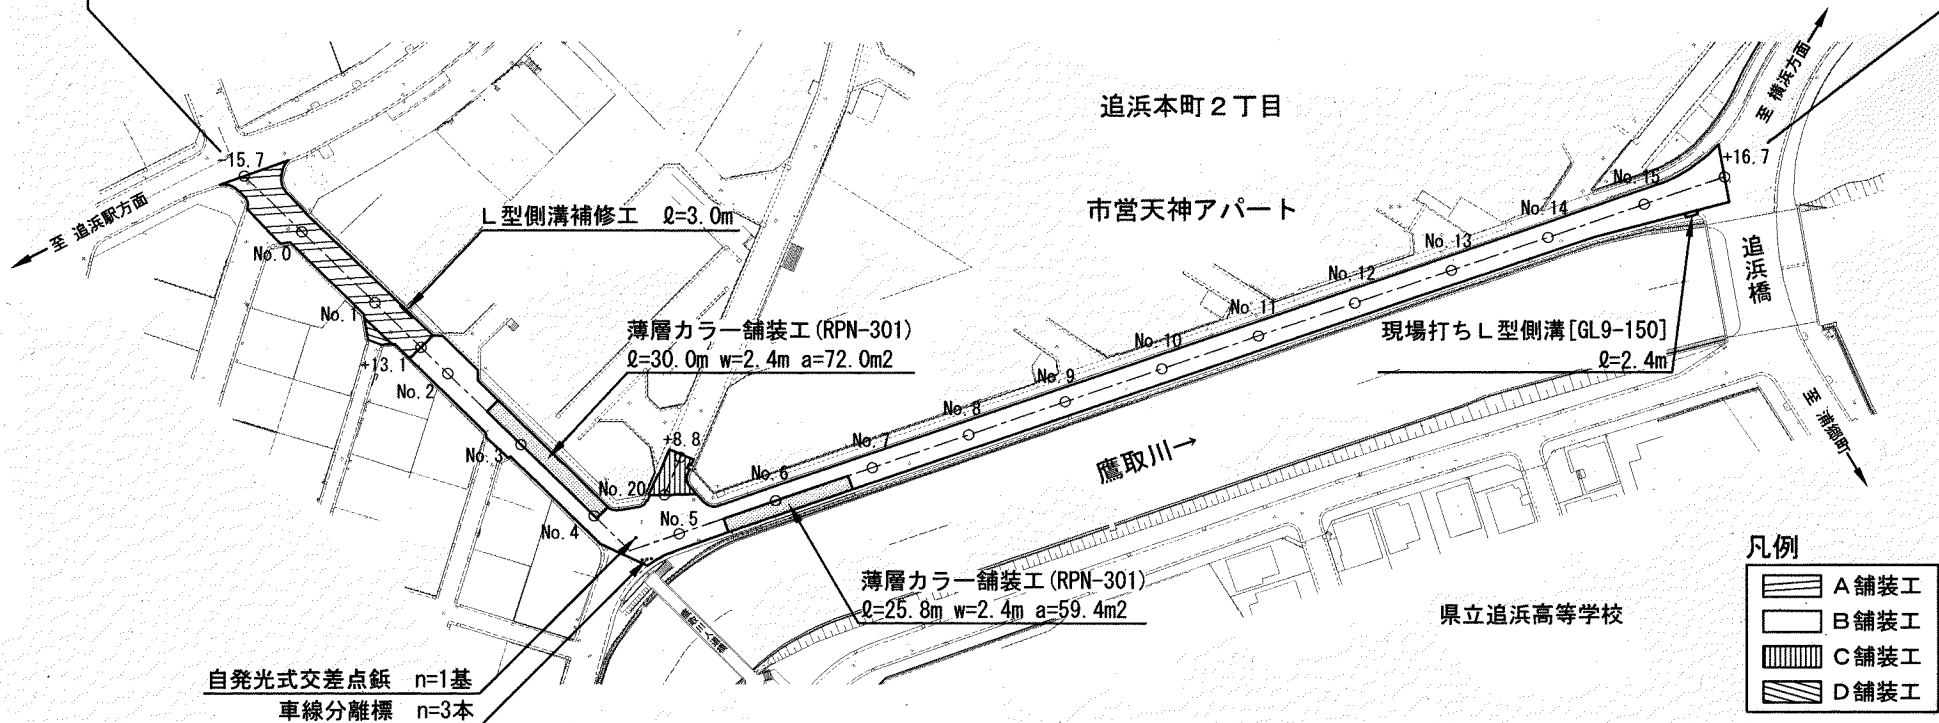 追浜本町２丁目
市営天神アパート
至 横浜方面
至 追浜駅方面
追浜橋
至 浦郷町
Ｌ型側溝補修工 ℓ=3.0m
薄層カラー舗装工(RPN-301)
ℓ=30.0m w=2.4m a=72.0m2
現場打ちＬ型側溝[GL9-150]
ℓ=2.4m
-15.7
No.0
No.1
+13.1
No.2
No.3
No.4
No.20
+8.8
No.5
No.6
No.7
No.8
No.9
No.10
No.11
No.12
No.13
No.14
No.15
+16.7
鷹取川→
薄層カラー舗装工(RPN-301)
ℓ=25.8m w=2.4m a=59.4m2
県立追浜高等学校
自発光式交差点鋲 n=1基
車線分離標 n=3本
凡例
Ａ舗装工
Ｂ舗装工
Ｃ舗装工
Ｄ舗装工